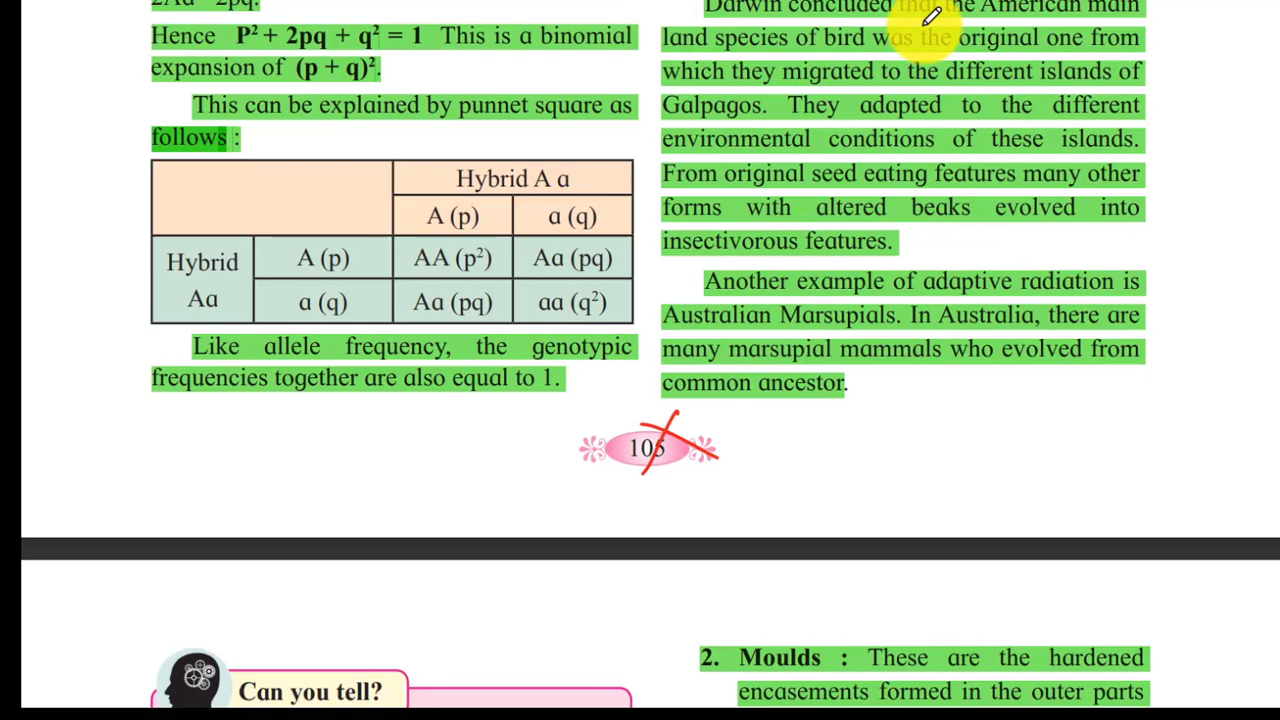 2Aa = 2pq.
Hence P² + 2pq + q² = 1 This is a binomial
expansion of (p + q)².
This can be explained by punnet square as
follows :
Hybrid A a
A (p) a (q)
Hybrid Aa
A (p) AA (p²) Aa (pq)
a (q) Aa (pq) aa (q²)
Like allele frequency, the genotypic
frequencies together are also equal to 1.
Darwin concluded that the American main
land species of bird was the original one from
which they migrated to the different islands of
Galpagos. They adapted to the different
environmental conditions of these islands.
From original seed eating features many other
forms with altered beaks evolved into
insectivorous features.
Another example of adaptive radiation is
Australian Marsupials. In Australia, there are
many marsupial mammals who evolved from
common ancestor.
105
Can you tell?
2. Moulds : These are the hardened
encasements formed in the outer parts